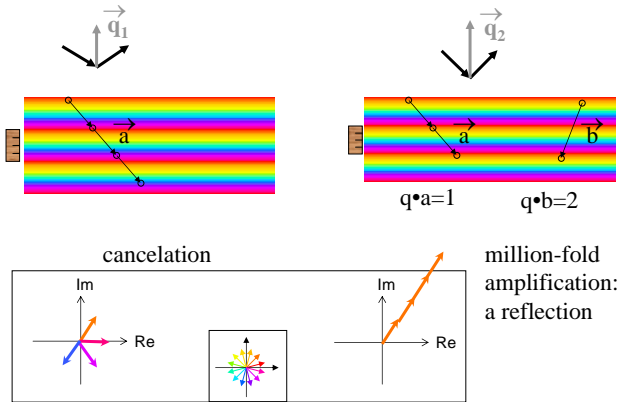 q1
q2
a
a
b
q•a=1
q•b=2
cancelation
million-fold
amplification:
a reflection
Im
Re
Im
Re